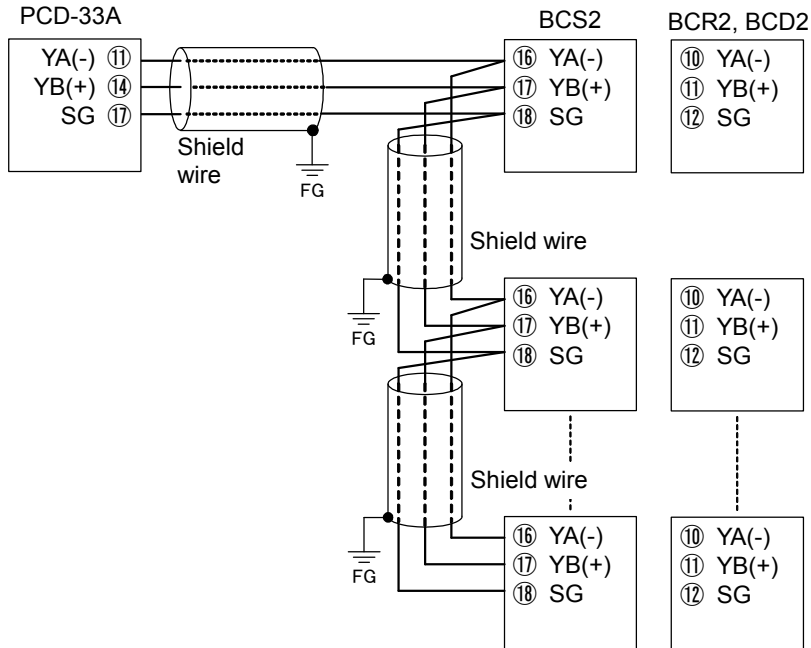 PCD-33A
YA(-) ⑪
YB(+) ⑭
SG ⑰
Shield
wire
FG
BCS2
⑯ YA(-)
⑰ YB(+)
⑱ SG
BCR2, BCD2
⑩ YA(-)
⑪ YB(+)
⑫ SG
Shield wire
FG
⑯ YA(-)
⑰ YB(+)
⑱ SG
⑩ YA(-)
⑪ YB(+)
⑫ SG
Shield wire
FG
⑯ YA(-)
⑰ YB(+)
⑱ SG
⑩ YA(-)
⑪ YB(+)
⑫ SG